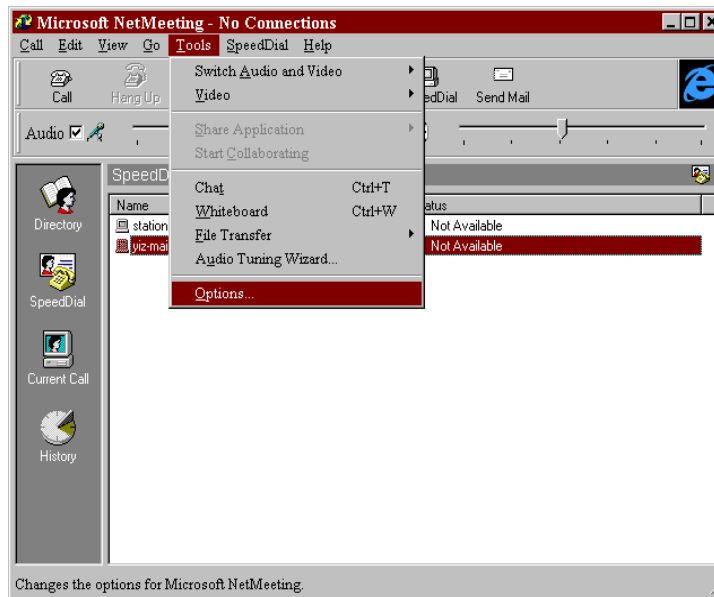 Microsoft NetMeeting - No Connections
Call Edit View Go Tools SpeedDial Help
Call Hang Up edDial Send Mail
Audio
Switch Audio and Video
Video
Share Application
Start Collaborating
Chat Ctrl+T
Whiteboard Ctrl+W
File Transfer
Audio Tuning Wizard...
Options...
Directory
SpeedDial
Current Call
History
SpeedD
Name atus
station Not Available
yiz-mai Not Available
Changes the options for Microsoft NetMeeting.